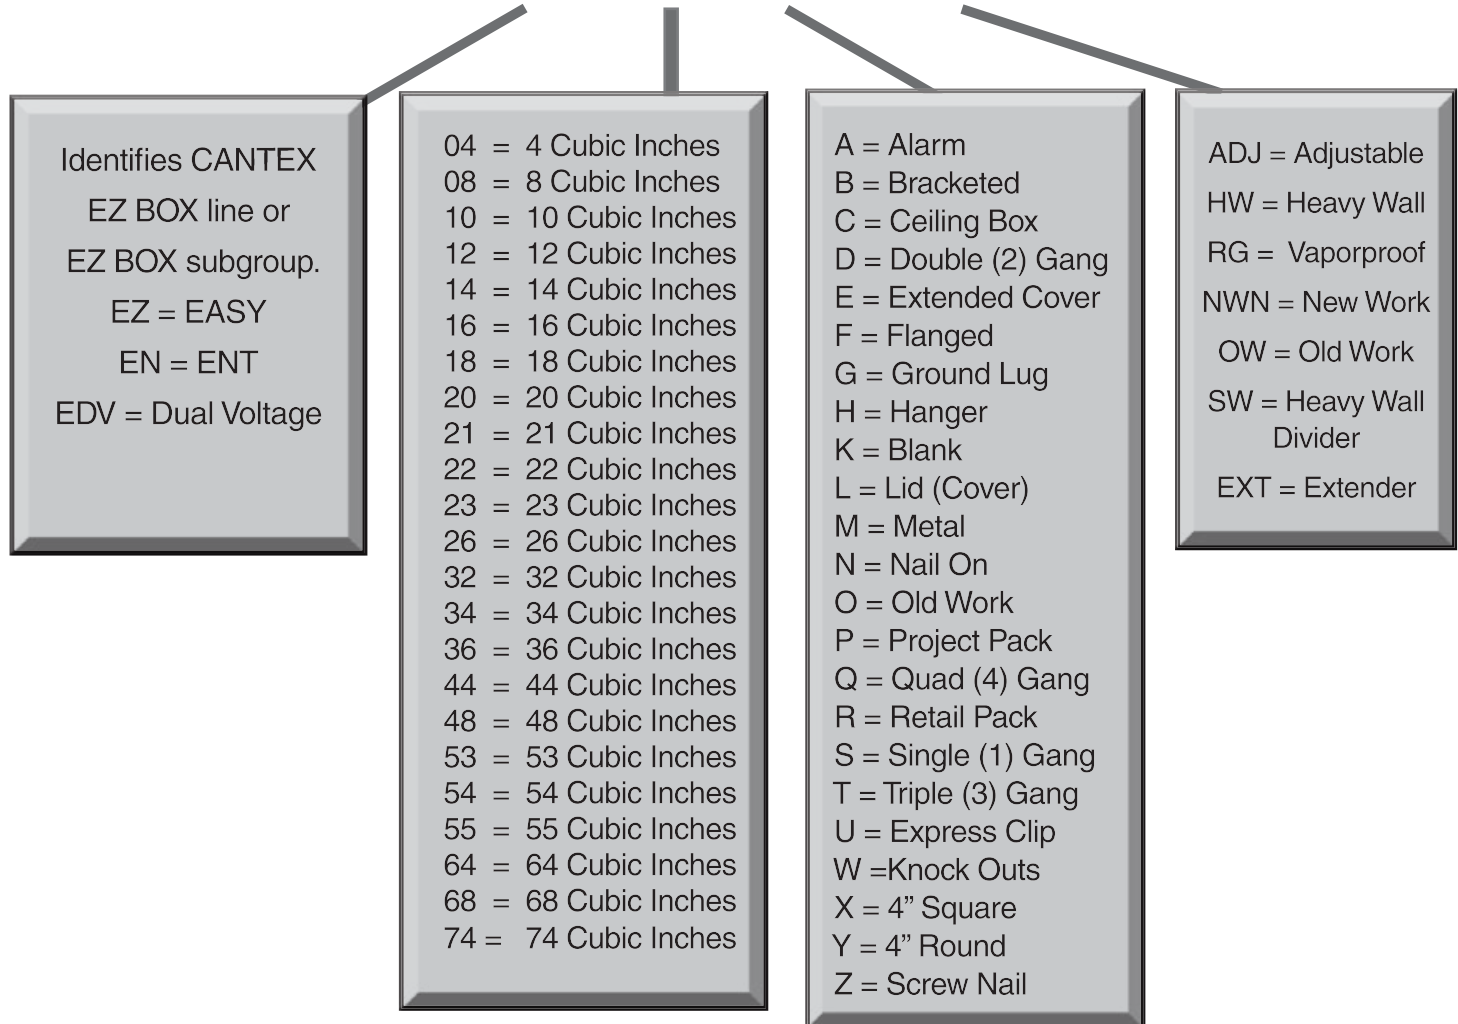 Identifies CANTEX
EZ BOX line or
EZ BOX subgroup.
EZ = EASY
EN = ENT
EDV = Dual Voltage
04 = 4 Cubic Inches
08 = 8 Cubic Inches
10 = 10 Cubic Inches
12 = 12 Cubic Inches
14 = 14 Cubic Inches
16 = 16 Cubic Inches
18 = 18 Cubic Inches
20 = 20 Cubic Inches
21 = 21 Cubic Inches
22 = 22 Cubic Inches
23 = 23 Cubic Inches
26 = 26 Cubic Inches
32 = 32 Cubic Inches
34 = 34 Cubic Inches
36 = 36 Cubic Inches
44 = 44 Cubic Inches
48 = 48 Cubic Inches
53 = 53 Cubic Inches
54 = 54 Cubic Inches
55 = 55 Cubic Inches
64 = 64 Cubic Inches
68 = 68 Cubic Inches
74 = 74 Cubic Inches
A = Alarm
B = Bracketed
C = Ceiling Box
D = Double (2) Gang
E = Extended Cover
F = Flanged
G = Ground Lug
H = Hanger
K = Blank
L = Lid (Cover)
M = Metal
N = Nail On
O = Old Work
P = Project Pack
Q = Quad (4) Gang
R = Retail Pack
S = Single (1) Gang
T = Triple (3) Gang
U = Express Clip
W =Knock Outs
X = 4” Square
Y = 4” Round
Z = Screw Nail
ADJ = Adjustable
HW = Heavy Wall
RG = Vaporproof
NWN = New Work
OW = Old Work
SW = Heavy Wall
Divider
EXT = Extender